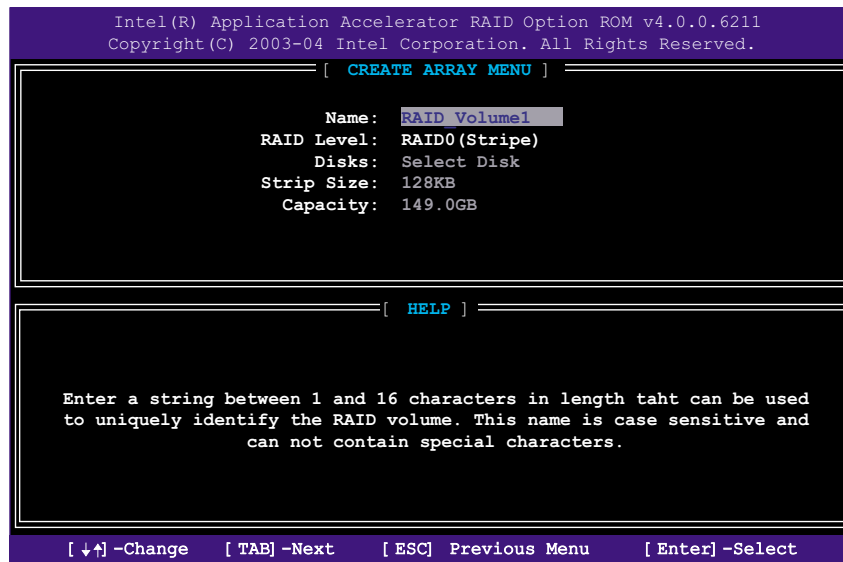 Intel(R) Application Accelerator RAID Option ROM v4.0.0.6211
Copyright(C) 2003-04 Intel Corporation. All Rights Reserved.
[ CREATE ARRAY MENU ]
Name: RAID_Volume1
RAID Level: RAID0(Stripe)
Disks: Select Disk
Strip Size: 128KB
Capacity: 149.0GB
[ HELP ]
Enter a string between 1 and 16 characters in length taht can be used
to uniquely identify the RAID volume. This name is case sensitive and
can not contain special characters.
[↓↑]-Change [TAB]-Next [ESC] Previous Menu [Enter]-Select